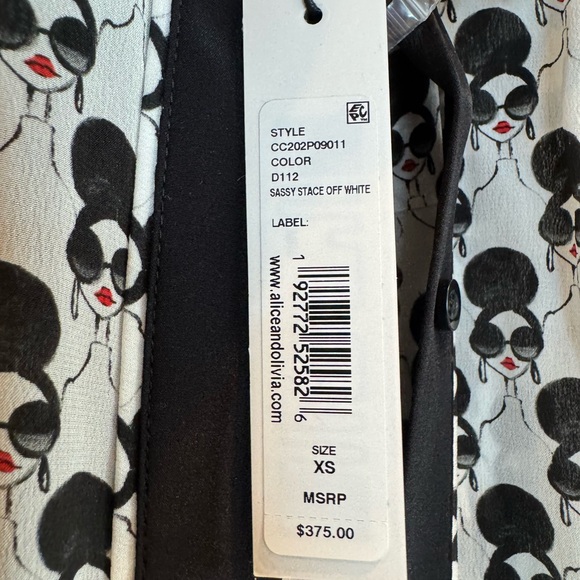 EPC
STYLE
CC202P09011
COLOR
D112
SASSY STACE OFF WHITE
LABEL:
1 92772 52582 6
www.aliceandolivia.com
SIZE
XS
MSRP
$375.00